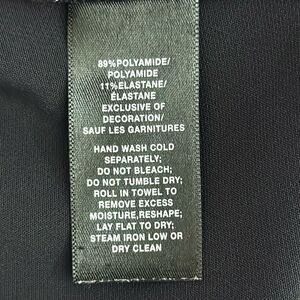 89%POLYAMIDE/
POLYAMIDE
11%ELASTANE/
ÉLASTANE
EXCLUSIVE OF
DECORATION/
SAUF LES GARNITURES
HAND WASH COLD
SEPARATELY;
DO NOT BLEACH;
DO NOT TUMBLE DRY;
ROLL IN TOWEL TO
REMOVE EXCESS
MOISTURE,RESHAPE;
LAY FLAT TO DRY;
STEAM IRON LOW OR
DRY CLEAN